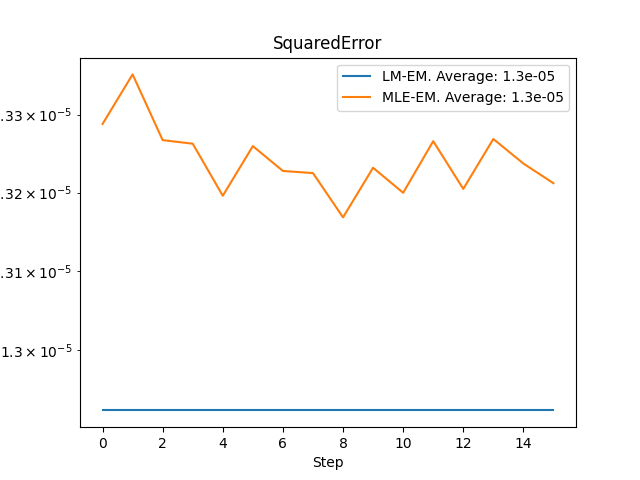 SquaredError
LM-EM. Average: 1.3e-05
MLE-EM. Average: 1.3e-05
.33 × 10⁻⁵
.32 × 10⁻⁵
.31 × 10⁻⁵
1.3 × 10⁻⁵
0 2 4 6 8 10 12 14
Step